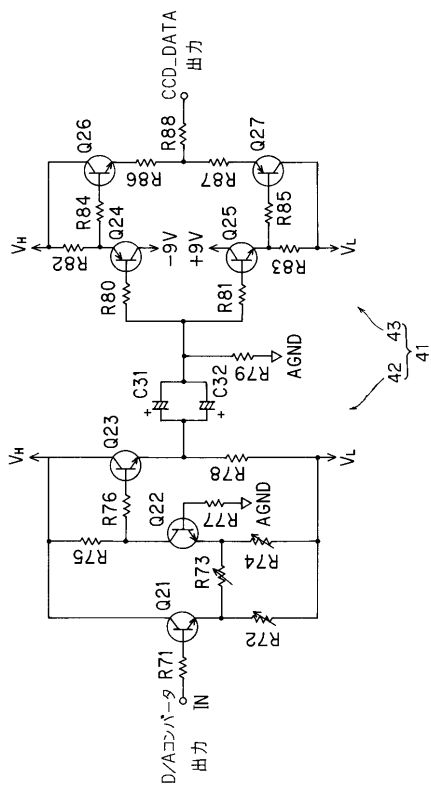 D/Aコンバータ
出力
IN
R71
Q21
R72
R73
R74
R75
R76
Q22
R77
AGND
VH
Q23
R78
VL
C31
+
C32
+
R79
AGND
R80
R81
VH
R82
Q24
-9V
+9V
Q25
R83
VL
R84
R85
Q26
R86
R87
Q27
R88
CCD_DATA
出力
42
43
41